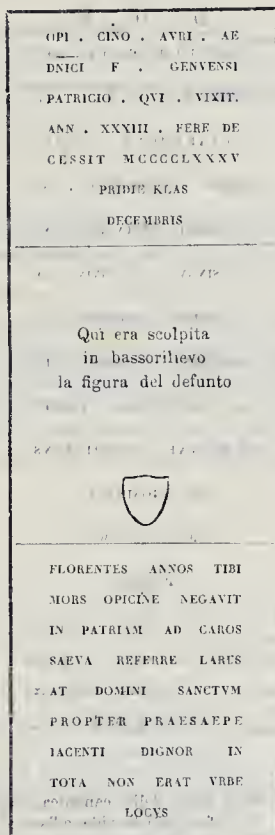 OPI . CINO . AVRI . AE
DNICI F . GENVENSI
PATRICIO . QVI . VIXIT.
ANN . XXXIII . FERE DE
CESSIT MCCCCLXXXV
PRIDIE KLAS
DECEMBRIS
Qui era scolpita
in bassorilievo
la figura del defunto
FLORENTES ANNOS TIBI
MORS OPICINE NEGAVIT
IN PATRIAM AD CAROS
SAEVA REFERRE LARES
AT DOMINI SANCTVM
PROPTER PRAESAEPE
IACENTI DIGNOR IN
TOTA NON ERAT VRBE
LOCVS